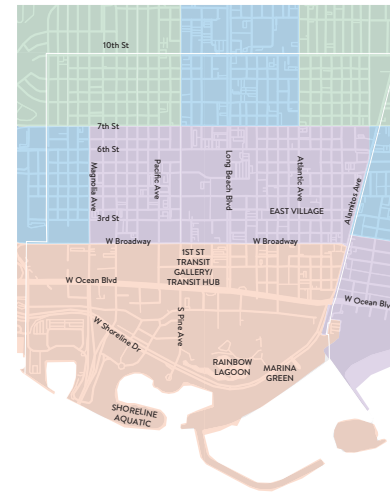 10th St
7th St
6th St
Magnolia Ave
Pacific Ave
Long Beach Blvd
Atlantic Ave
Alamitos Ave
EAST VILLAGE
3rd St
W Broadway
W Broadway
1ST ST
TRANSIT
GALLERY/
TRANSIT HUB
W Ocean Blvd
W Ocean Blv
S Pine Ave
W Shoreline Dr
RAINBOW
LAGOON
MARINA
GREEN
SHORELINE
AQUATIC